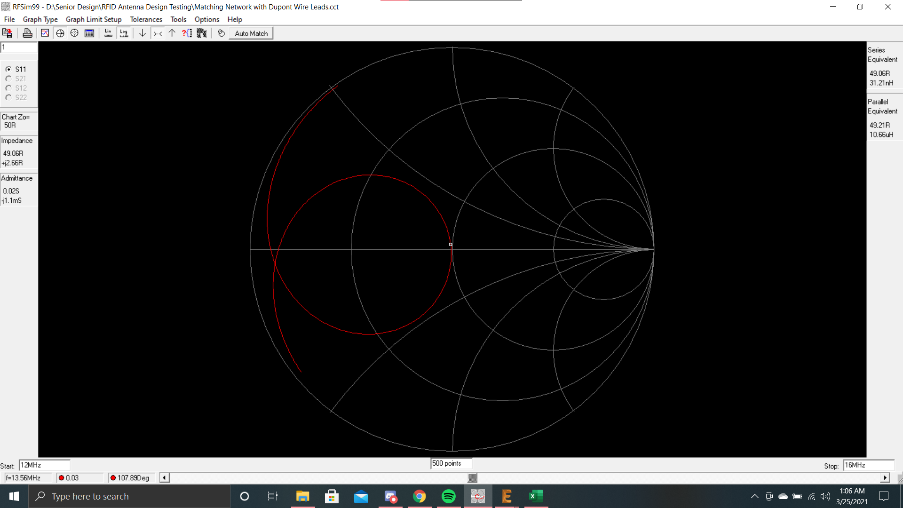 RFSim99 - D:\Senior Design\RFID Antenna Design Testing\Matching Network with Dupont Wire Leads.cct
File Graph Type Graph Limit Setup Tolerances Tools Options Help
Auto Match
1
S11
S21
S12
S22
Chart Zo=
50R
Impedance
49.06R
+j2.66R
Admittance
0.02S
-j1.1mS
Series
Equivalent
49.06R
31.21nH
Parallel
Equivalent
49.21R
10.66uH
Start: 12MHz
500 points
Stop: 16MHz
f=13.56MHz 0.03 107.89Deg
Type here to search
1:06 AM
3/25/2021